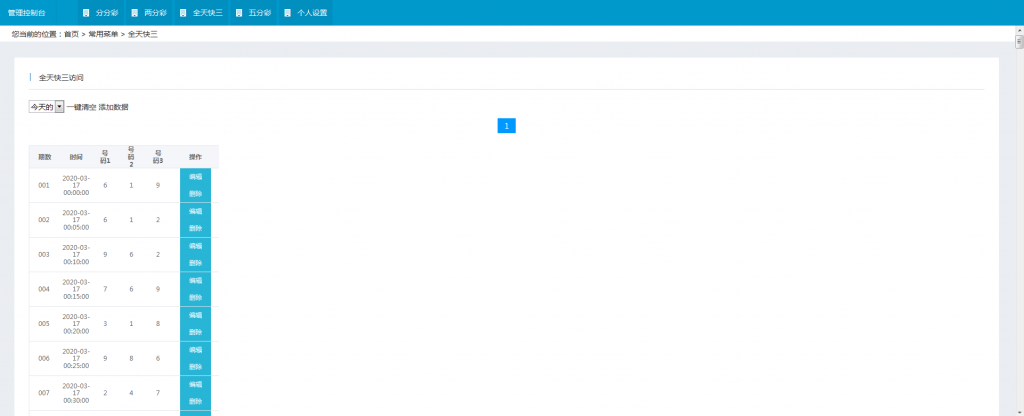 管理控制台 分分彩 两分彩 全天快三 五分彩 个人设置
您当前的位置：首页 > 常用菜单 > 全天快三
全天快三访问
今天的 一键清空 添加数据
1
期数 时间 号码1 号码2 号码3 操作
001 2020-03-17 00:00:00 6 1 9 编辑 删除
002 2020-03-17 00:05:00 6 1 2 编辑 删除
003 2020-03-17 00:10:00 9 6 2 编辑 删除
004 2020-03-17 00:15:00 7 6 9 编辑 删除
005 2020-03-17 00:20:00 3 1 8 编辑 删除
006 2020-03-17 00:25:00 9 8 6 编辑 删除
007 2020-03-17 00:30:00 2 4 7 编辑 删除